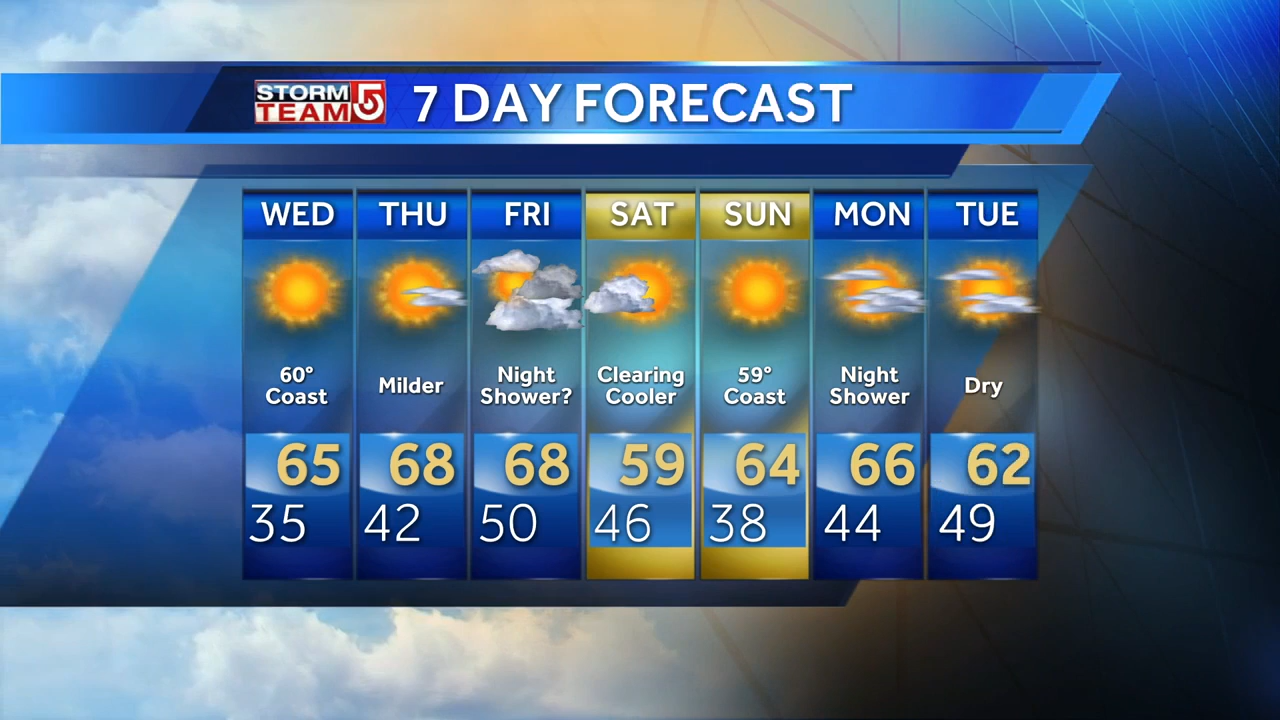 STORM
TEAM 5
7 DAY FORECAST
WED THU FRI SAT SUN MON TUE
60°
Coast
Milder
Night
Shower?
Clearing
Cooler
59°
Coast
Night
Shower
Dry
65 68 68 59 64 66 62
35 42 50 46 38 44 49